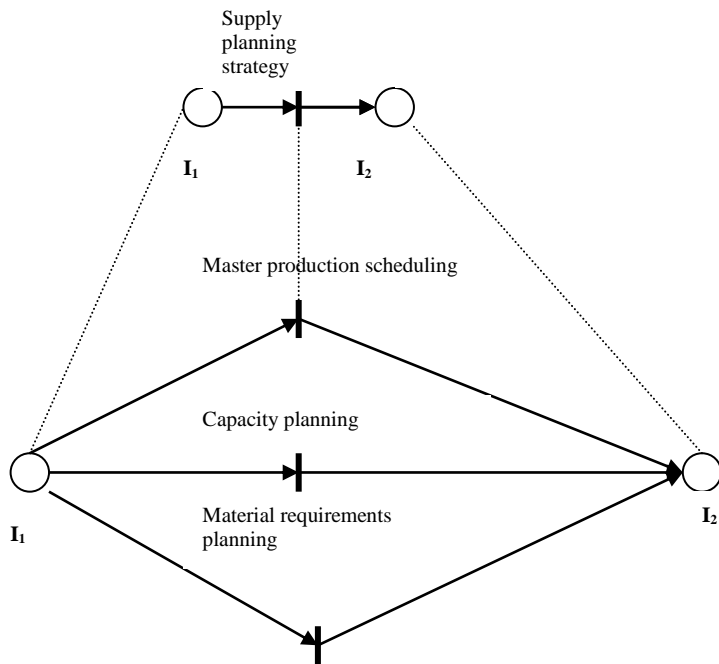 Supply
planning
strategy
I₁
I₂
Master production scheduling
Capacity planning
Material requirements
planning
I₁
I₂